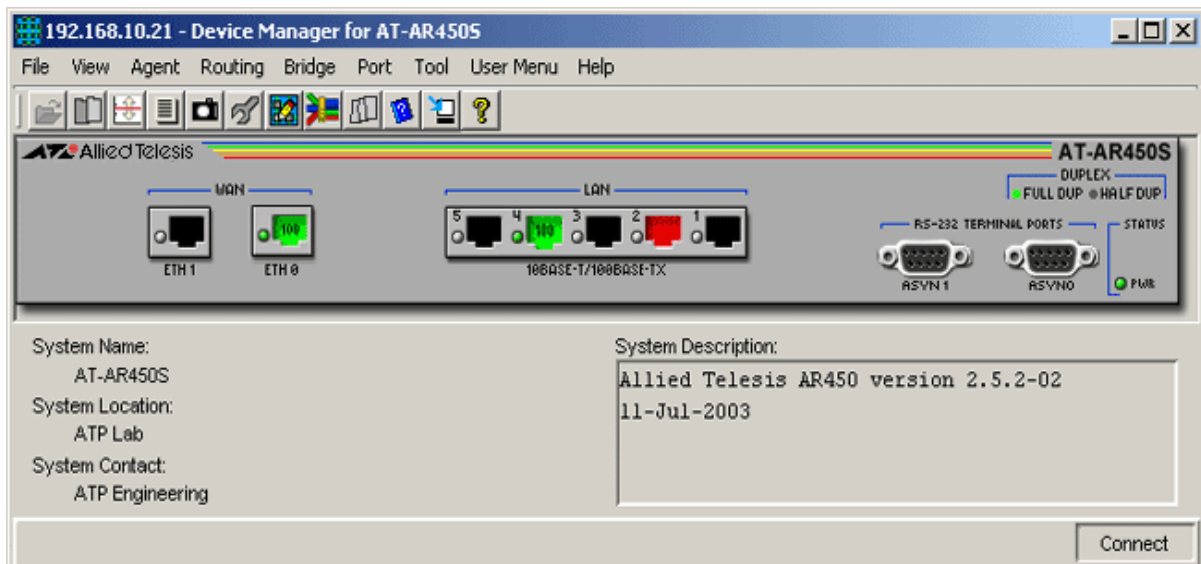 192.168.10.21 - Device Manager for AT-AR450S
File View Agent Routing Bridge Port Tool User Menu Help
Allied Telesis
AT-AR450S
DUPLEX
FULL DUP HALF DUP
WAN
LAN
RS-232 TERMINAL PORTS
STATUS
5 4 3 2 1
100
100
ETH 1
ETH 0
10BASE-T/100BASE-TX
ASYN 1
ASYN0
PWR
System Name:
AT-AR450S
System Location:
ATP Lab
System Contact:
ATP Engineering
System Description:
Allied Telesis AR450 version 2.5.2-02
11-Jul-2003
Connect